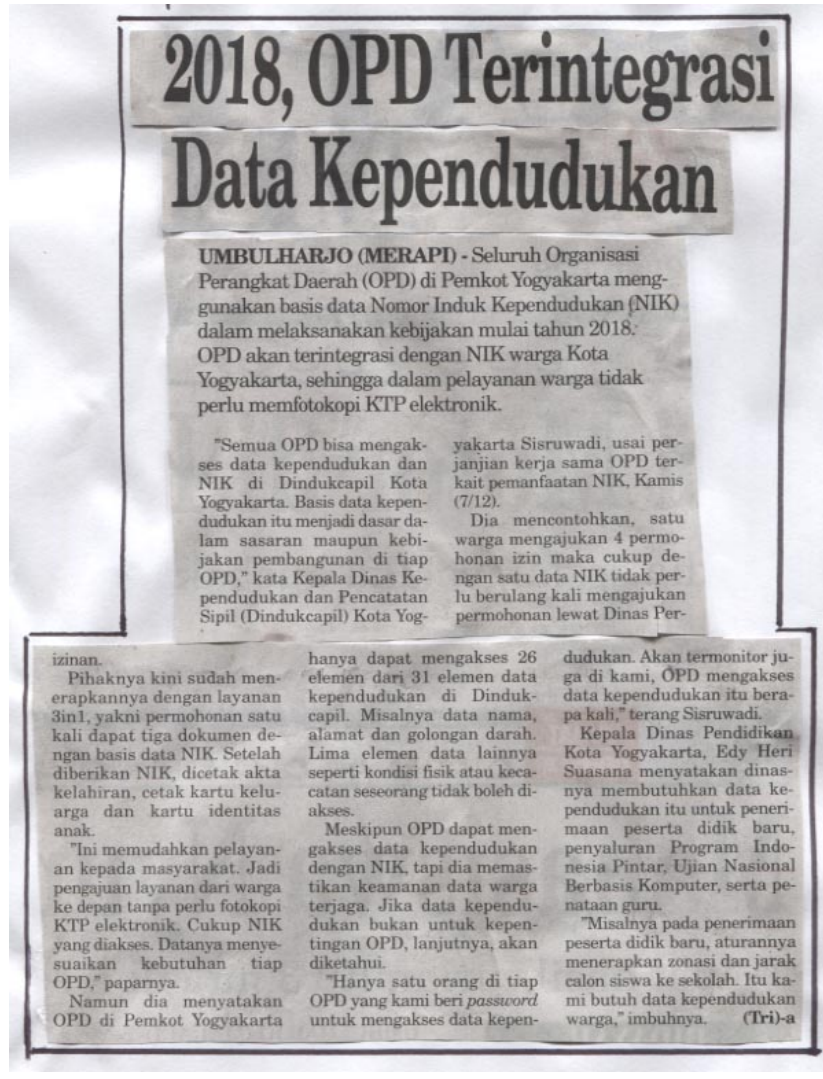 2018, OPD Terintegrasi
Data Kependudukan
UMBULHARJO (MERAPI) - Seluruh Organisasi
Perangkat Daerah (OPD) di Pemkot Yogyakarta meng-
gunakan basis data Nomor Induk Kependudukan (NIK)
dalam melaksanakan kebijakan mulai tahun 2018.
OPD akan terintegrasi dengan NIK warga Kota
Yogyakarta, sehingga dalam pelayanan warga tidak
perlu memfotokopi KTP elektronik.
"Semua OPD bisa mengak-
ses data kependudukan dan
NIK di Dindukcapil Kota
Yogyakarta. Basis data kepen-
dudukan itu menjadi dasar da-
lam sasaran maupun kebi-
jakan pembangunan di tiap
OPD," kata Kepala Dinas Ke-
pendudukan dan Pencatatan
Sipil (Dindukcapil) Kota Yog-
yakarta Sisruwadi, usai per-
janjian kerja sama OPD ter-
kait pemanfaatan NIK, Kamis
(7/12).
Dia mencontohkan, satu
warga mengajukan 4 permo-
honan izin maka cukup de-
ngan satu data NIK tidak per-
lu berulang kali mengajukan
permohonan lewat Dinas Per-
izinan.
Pihaknya kini sudah men-
erapkannya dengan layanan
3in1, yakni permohonan satu
kali dapat tiga dokumen de-
ngan basis data NIK. Setelah
diberikan NIK, dicetak akta
kelahiran, cetak kartu kelu-
arga dan kartu identitas
anak.
"Ini memudahkan pelayan-
an kepada masyarakat. Jadi
pengajuan layanan dari warga
ke depan tanpa perlu fotokopi
KTP elektronik. Cukup NIK
yang diakses. Datanya menye-
suaikan kebutuhan tiap
OPD," paparnya.
Namun dia menyatakan
OPD di Pemkot Yogyakarta
hanya dapat mengakses 26
elemen dari 31 elemen data
kependudukan di Dinduk-
capil. Misalnya data nama,
alamat dan golongan darah.
Lima elemen data lainnya
seperti kondisi fisik atau keca-
catan seseorang tidak boleh di-
akses.
Meskipun OPD dapat men-
gakses data kependudukan
dengan NIK, tapi dia memas-
tikan keamanan data warga
terjaga. Jika data kependu-
dukan bukan untuk kepen-
tingan OPD, lanjutnya, akan
diketahui.
"Hanya satu orang di tiap
OPD yang kami beri password
untuk mengakses data kepen-
dudukan. Akan termonitor ju-
ga di kami, OPD mengakses
data kependudukan itu bera-
pa kali," terang Sisruwadi.
Kepala Dinas Pendidikan
Kota Yogyakarta, Edy Heri
Suasana menyatakan dinas-
nya membutuhkan data ke-
pendudukan itu untuk peneri-
maan peserta didik baru,
penyaluran Program Indo-
nesia Pintar, Ujian Nasional
Berbasis Komputer, serta pe-
nataan guru.
"Misalnya pada penerimaan
peserta didik baru, aturannya
menerapkan zonasi dan jarak
calon siswa ke sekolah. Itu ka-
mi butuh data kependudukan
warga," imbuhnya. (Tri)-a